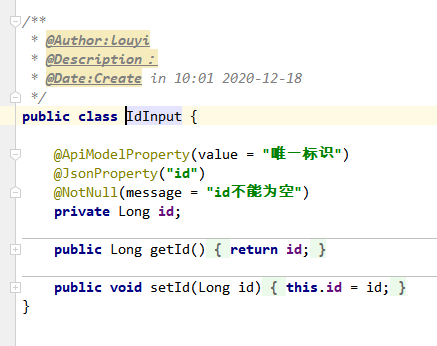 /**
* @Author:louyi
* @Description：
* @Date:Create in 10:01 2020-12-18
*/
public class IdInput {
@ApiModelProperty(value = "唯一标识")
@JsonProperty("id")
@NotNull(message = "id不能为空")
private Long id;
public Long getId() { return id; }
public void setId(Long id) { this.id = id; }
}